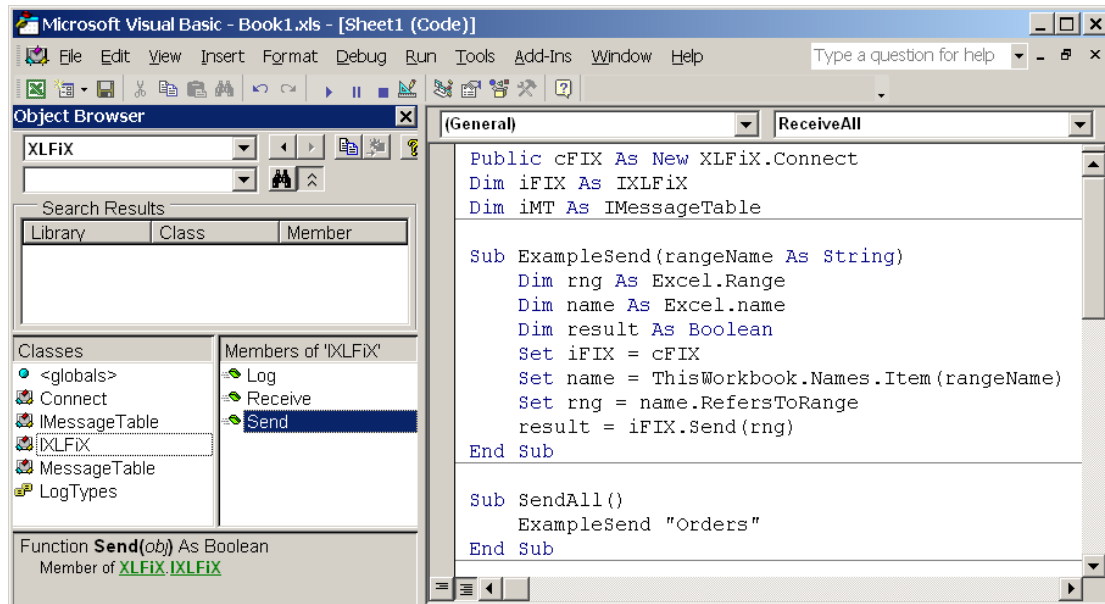 Microsoft Visual Basic - Book1.xls - [Sheet1 (Code)]
File Edit View Insert Format Debug Run Tools Add-Ins Window Help
Type a question for help
Object Browser
XLFiX
Search Results
Library Class Member
Classes
<globals>
Connect
IMessageTable
IXLFiX
MessageTable
LogTypes
Members of 'IXLFiX'
Log
Receive
Send
Function Send(obj) As Boolean
Member of XLFiX.IXLFiX
(General) ReceiveAll
Public cFIX As New XLFiX.Connect
Dim iFIX As IXLFiX
Dim iMT As IMessageTable
Sub ExampleSend(rangeName As String)
Dim rng As Excel.Range
Dim name As Excel.name
Dim result As Boolean
Set iFIX = cFIX
Set name = ThisWorkbook.Names.Item(rangeName)
Set rng = name.RefersToRange
result = iFIX.Send(rng)
End Sub
Sub SendAll()
ExampleSend "Orders"
End Sub